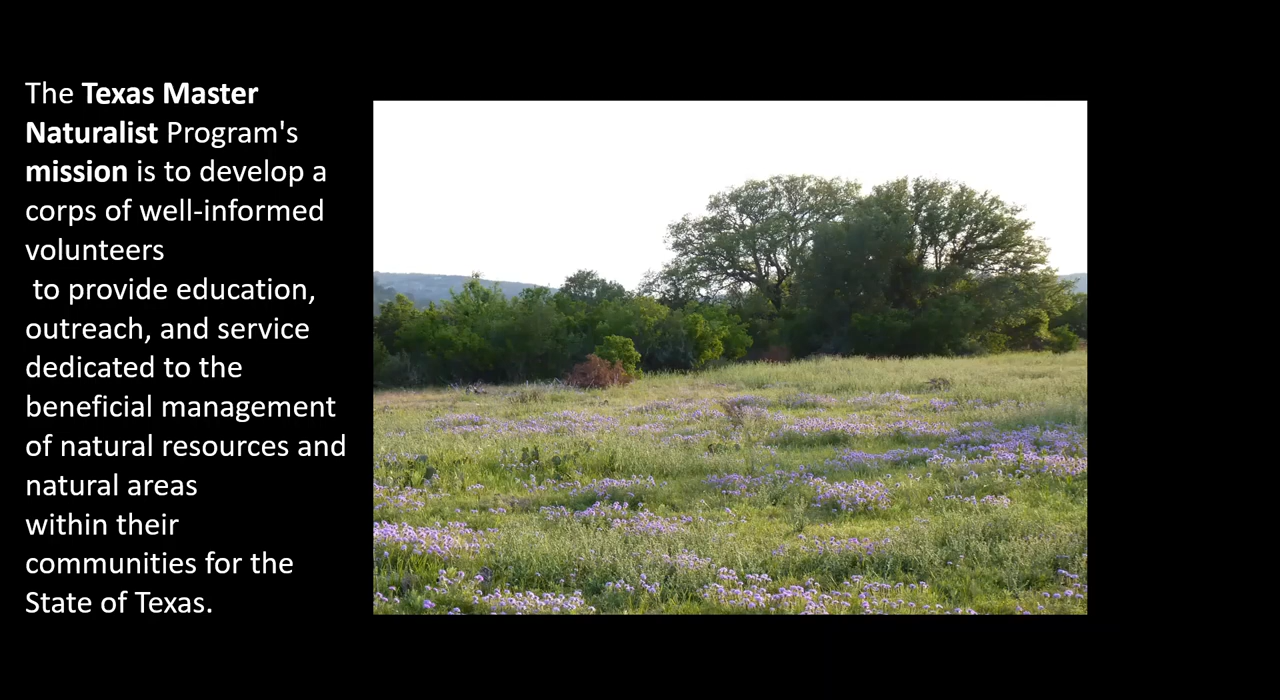 The Texas Master
Naturalist Program's
mission is to develop a
corps of well-informed
volunteers
to provide education,
outreach, and service
dedicated to the
beneficial management
of natural resources and
natural areas
within their
communities for the
State of Texas.